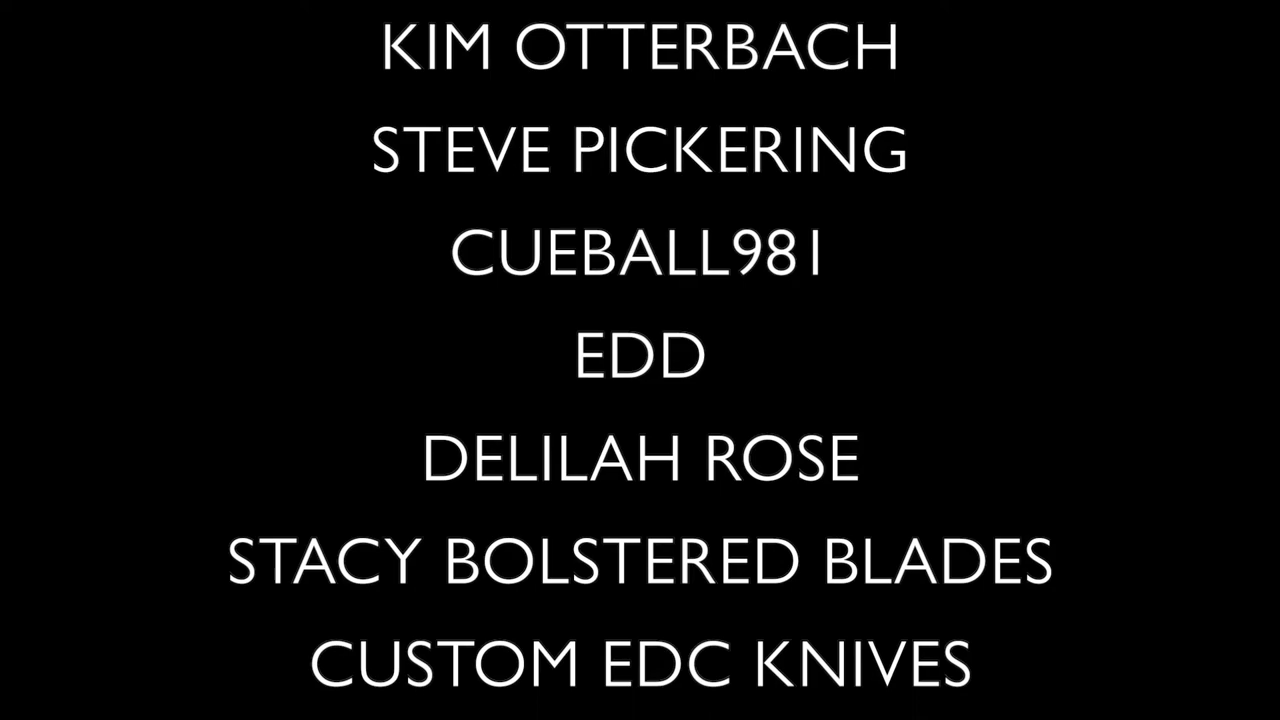 KIM OTTERBACH
STEVE PICKERING
CUEBALL981
EDD
DELILAH ROSE
STACY BOLSTERED BLADES
CUSTOM EDC KNIVES